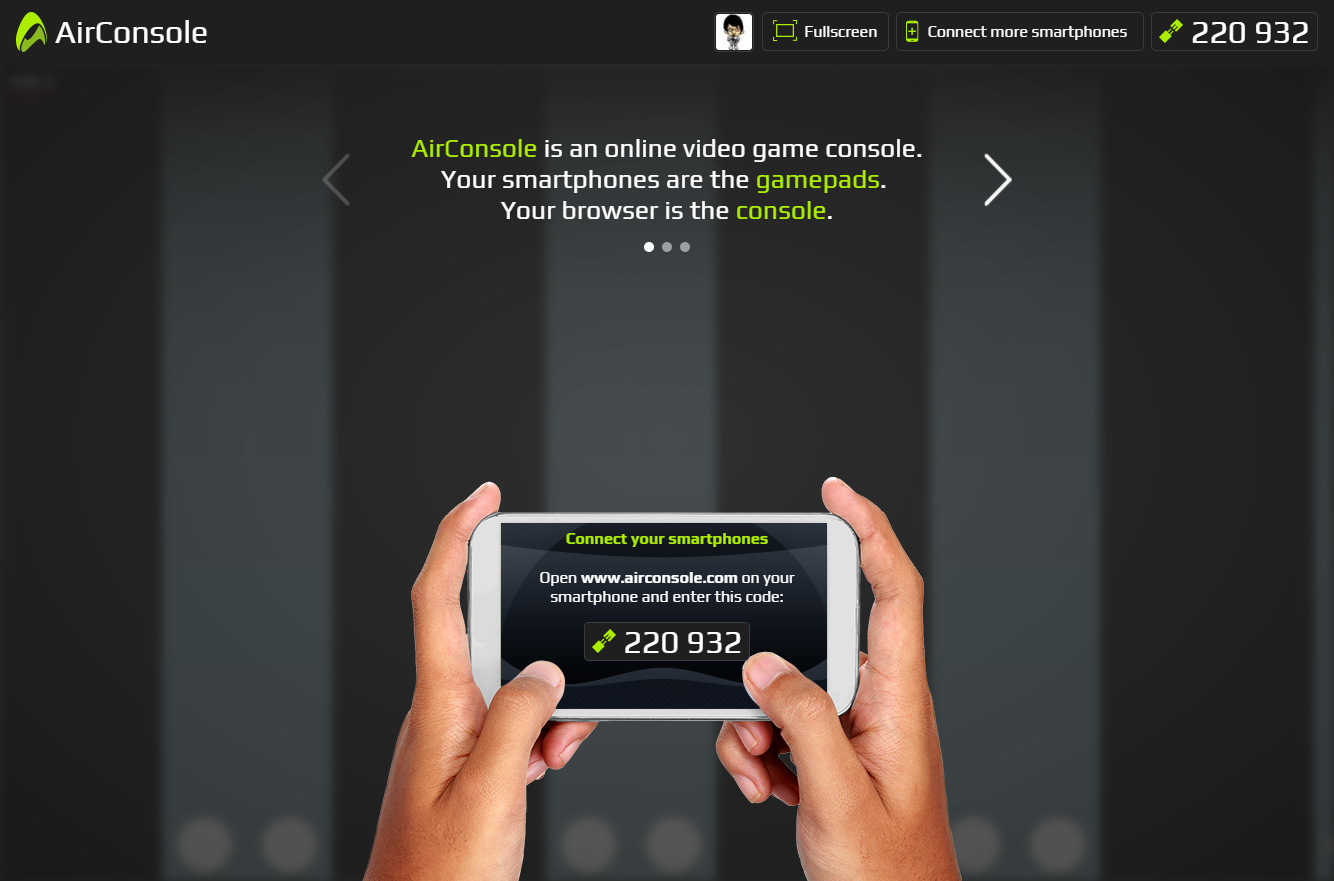 AirConsole
Fullscreen
Connect more smartphones
220 932
AirConsole is an online video game console.
Your smartphones are the gamepads.
Your browser is the console.
Connect your smartphones
Open www.airconsole.com on your
smartphone and enter this code:
220 932